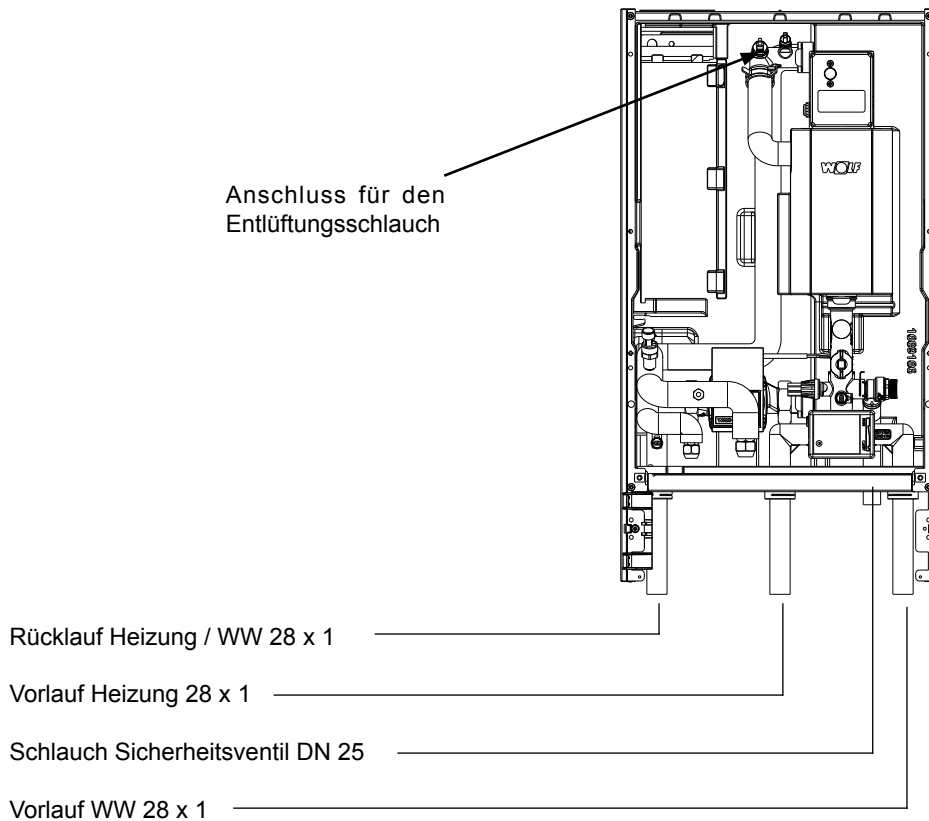 Anschluss für den
Entlüftungsschlauch
WOLF
Rücklauf Heizung / WW 28 x 1
Vorlauf Heizung 28 x 1
Schlauch Sicherheitsventil DN 25
Vorlauf WW 28 x 1